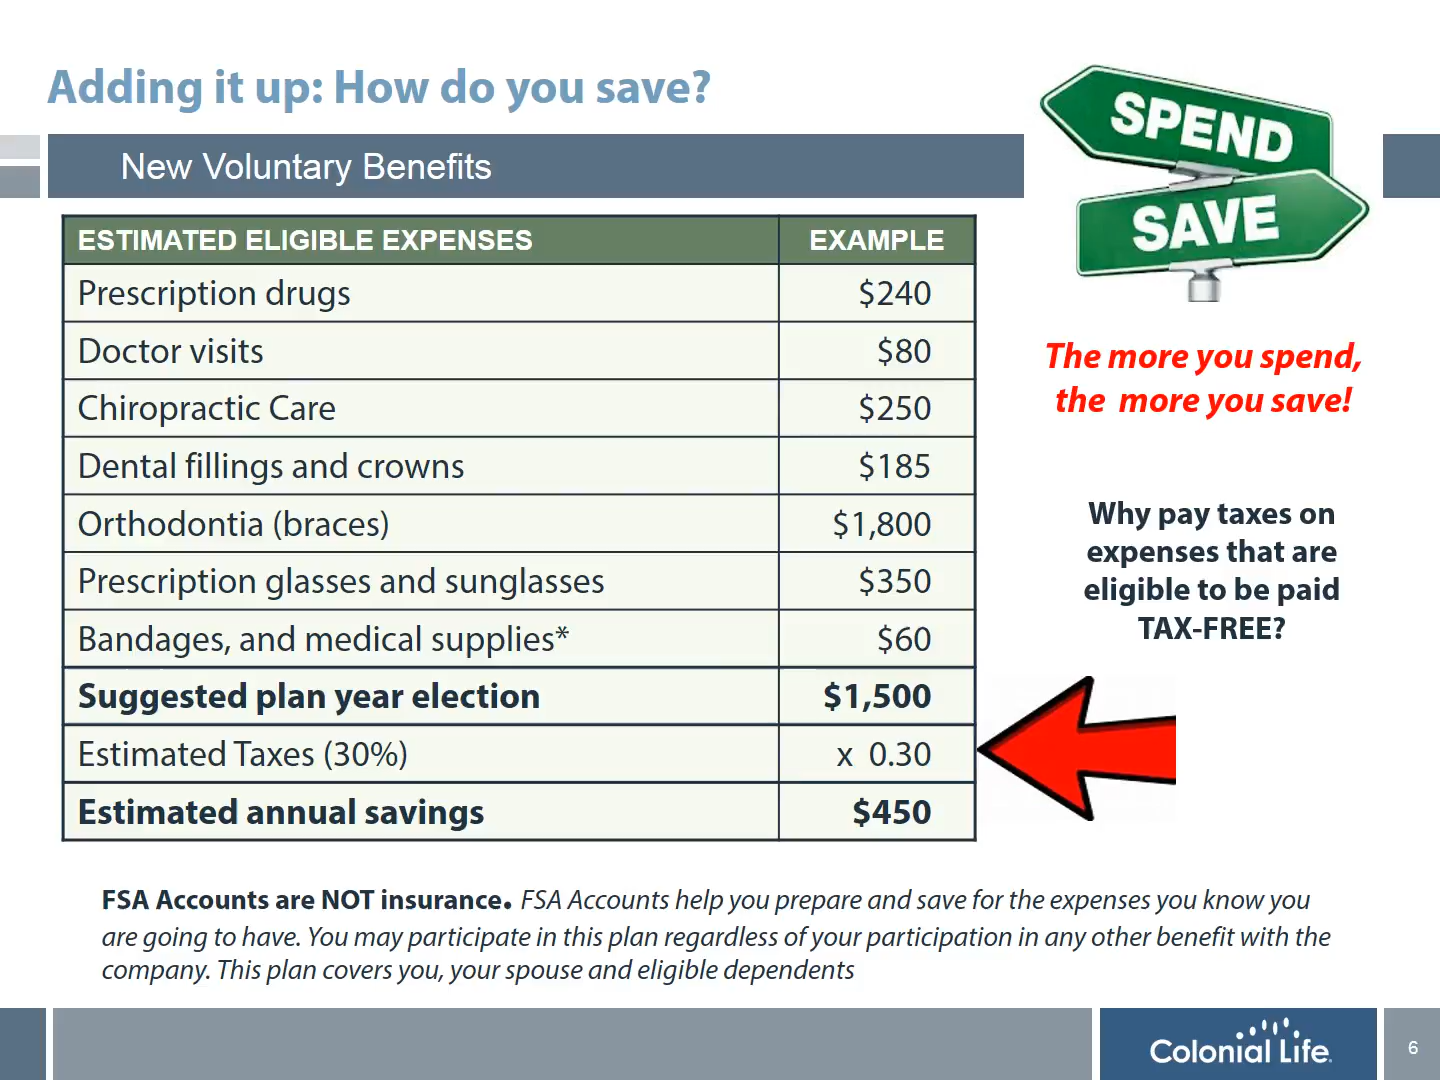 Adding it up: How do you save?
New Voluntary Benefits
SPEND
SAVE
ESTIMATED ELIGIBLE EXPENSES EXAMPLE
Prescription drugs $240
Doctor visits $80
Chiropractic Care $250
Dental fillings and crowns $185
Orthodontia (braces) $1,800
Prescription glasses and sunglasses $350
Bandages, and medical supplies* $60
Suggested plan year election $1,500
Estimated Taxes (30%) x 0.30
Estimated annual savings $450
The more you spend,
the more you save!
Why pay taxes on
expenses that are
eligible to be paid
TAX-FREE?
FSA Accounts are NOT insurance. FSA Accounts help you prepare and save for the expenses you know you
are going to have. You may participate in this plan regardless of your participation in any other benefit with the
company. This plan covers you, your spouse and eligible dependents
Colonial Life.
6